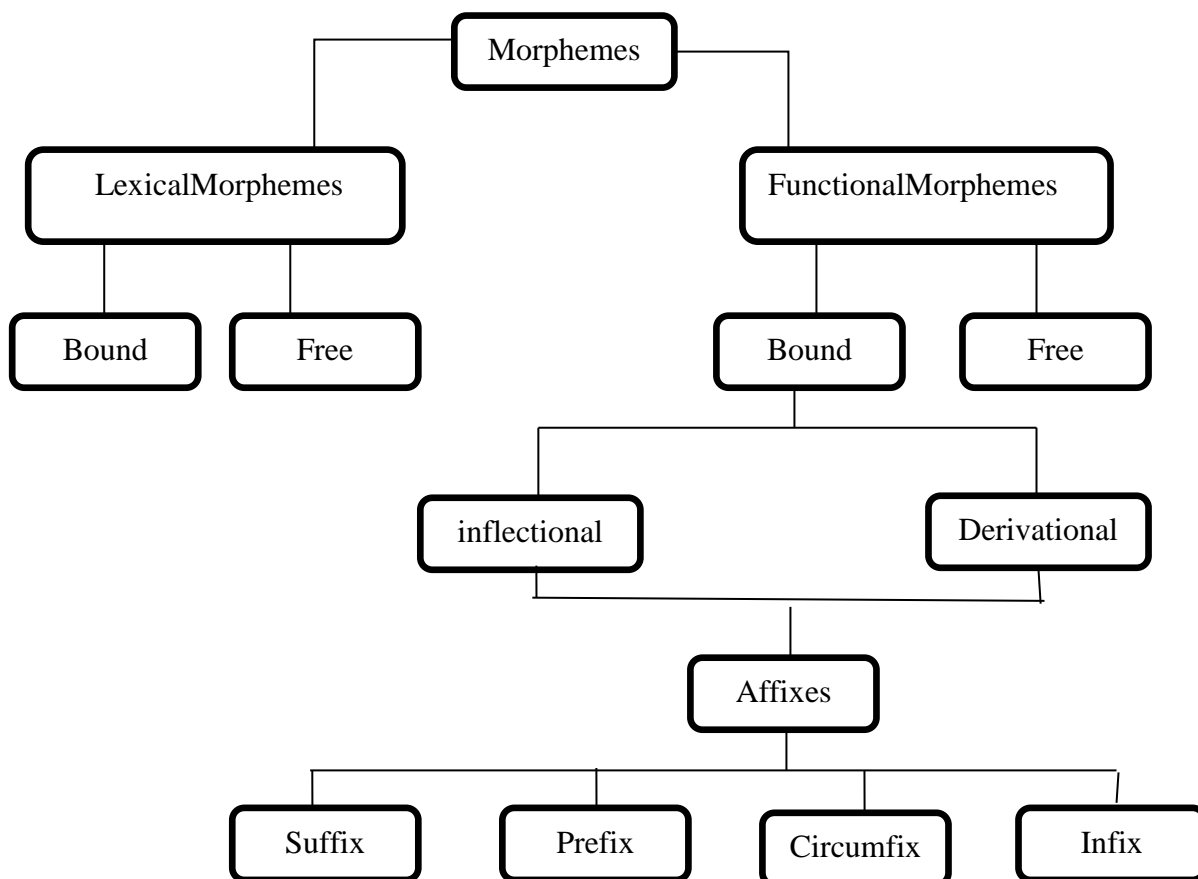 Morphemes
LexicalMorphemes
FunctionalMorphemes
Bound
Free
Bound
Free
inflectional
Derivational
Affixes
Suffix
Prefix
Circumfix
Infix